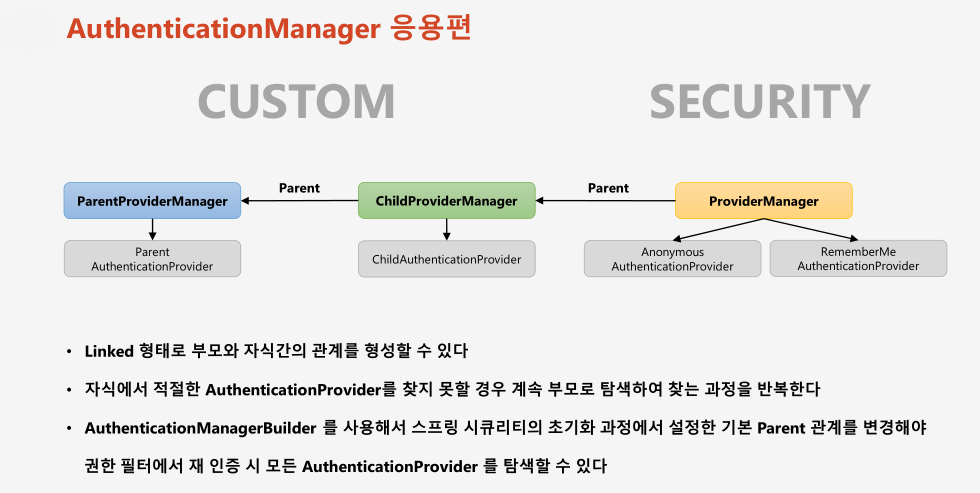 AuthenticationManager 응용편
CUSTOM
SECURITY
ParentProviderManager
Parent
ChildProviderManager
Parent
ProviderManager
Parent
AuthenticationProvider
ChildAuthenticationProvider
Anonymous
AuthenticationProvider
RememberMe
AuthenticationProvider
• Linked 형태로 부모와 자식간의 관계를 형성할 수 있다
• 자식에서 적절한 AuthenticationProvider를 찾지 못할 경우 계속 부모로 탐색하여 찾는 과정을 반복한다
• AuthenticationManagerBuilder 를 사용해서 스프링 시큐리티의 초기화 과정에서 설정한 기본 Parent 관계를 변경해야
권한 필터에서 재 인증 시 모든 AuthenticationProvider 를 탐색할 수 있다